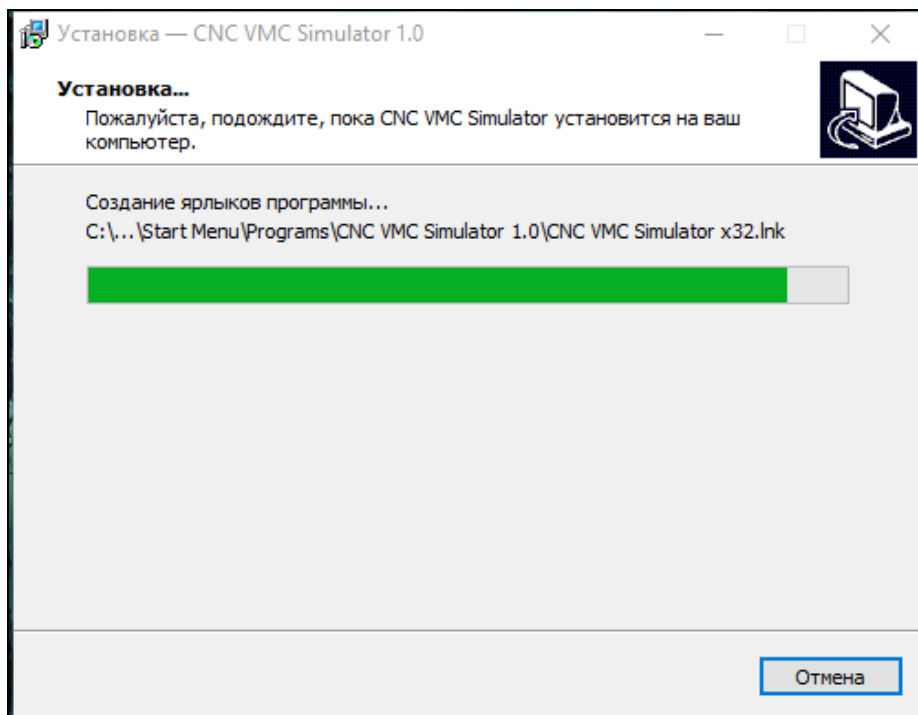 Установка — CNC VMC Simulator 1.0
Установка...
Пожалуйста, подождите, пока CNC VMC Simulator установится на ваш
компьютер.
Создание ярлыков программы...
C:\...\Start Menu\Programs\CNC VMC Simulator 1.0\CNC VMC Simulator x32.lnk
Отмена